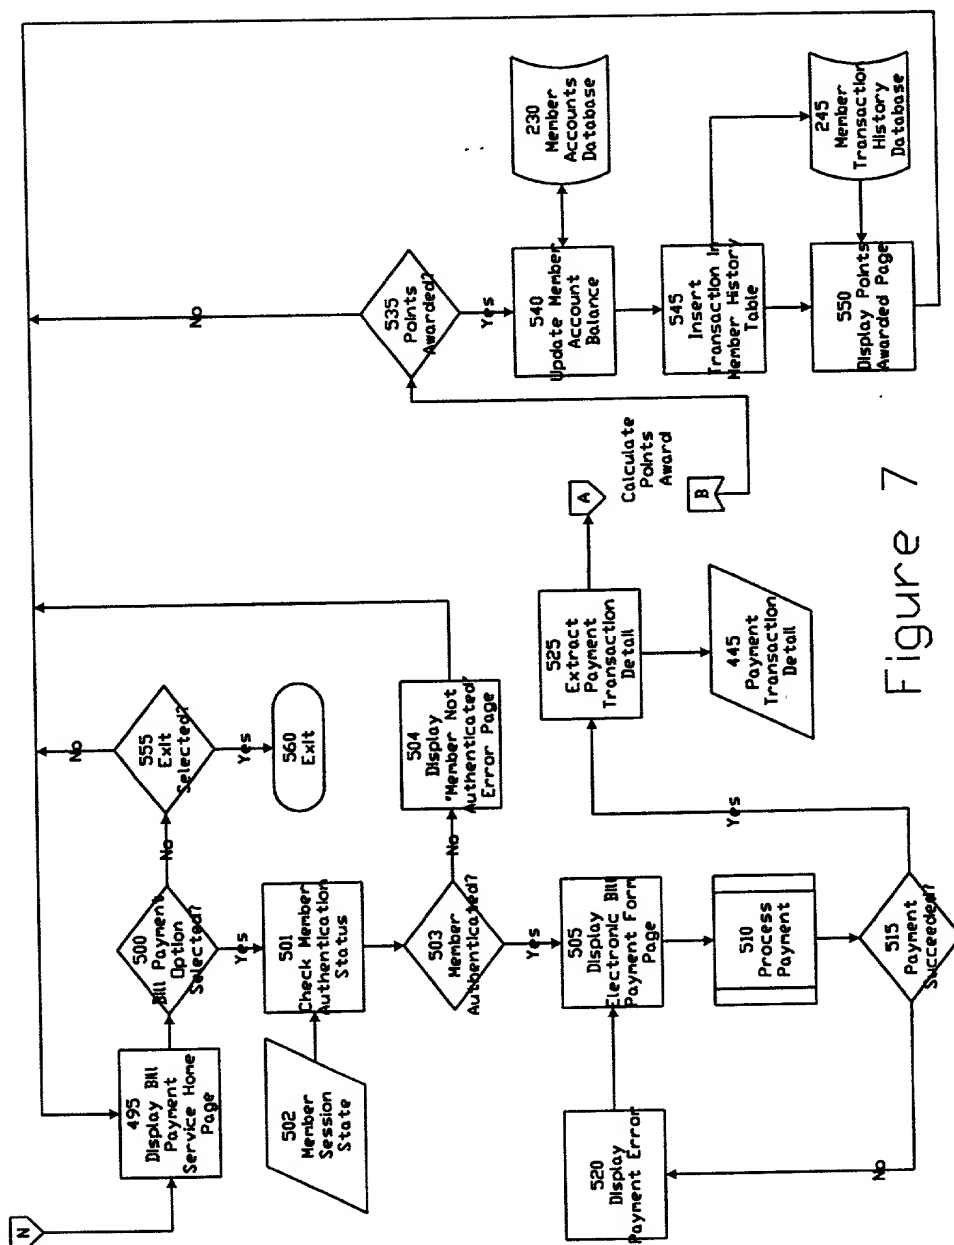 N
495
Display Bill
Payment
Service Home
Page
500
Bill Payment
Option
Selected?
No
555
Exit
Selected?
No
Yes
560
Exit
Yes
502
Member
Session
State
501
Check Member
Authentication
Status
503
Member
Authenticated?
No
504
Display
"Member Not
Authenticated"
Error Page
Yes
505
Display
Electronic Bill
Payment Form
Page
510
Process
Payment
515
Payment
Succeeded?
No
520
Display
Payment Error
Yes
525
Extract
Payment
Transaction
Detail
445
Payment
Transaction
Detail
A
Calculate
Points
Award
B
535
Points
Awarded?
No
Yes
540
Update Member
Account
Balance
230
Member
Accounts
Database
545
Insert
Transaction In
Member History
Table
245
Member
Transaction
History
Database
550
Display Points
Awarded Page
Figure 7